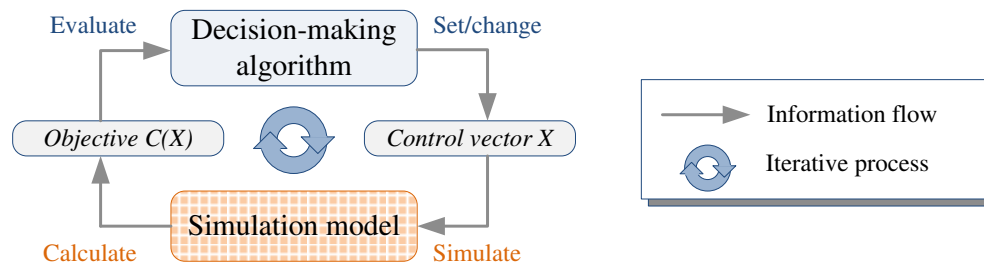 Evaluate
Decision-making
algorithm
Set/change
Objective C(X)
Control vector X
Calculate
Simulation model
Simulate
Information flow
Iterative process